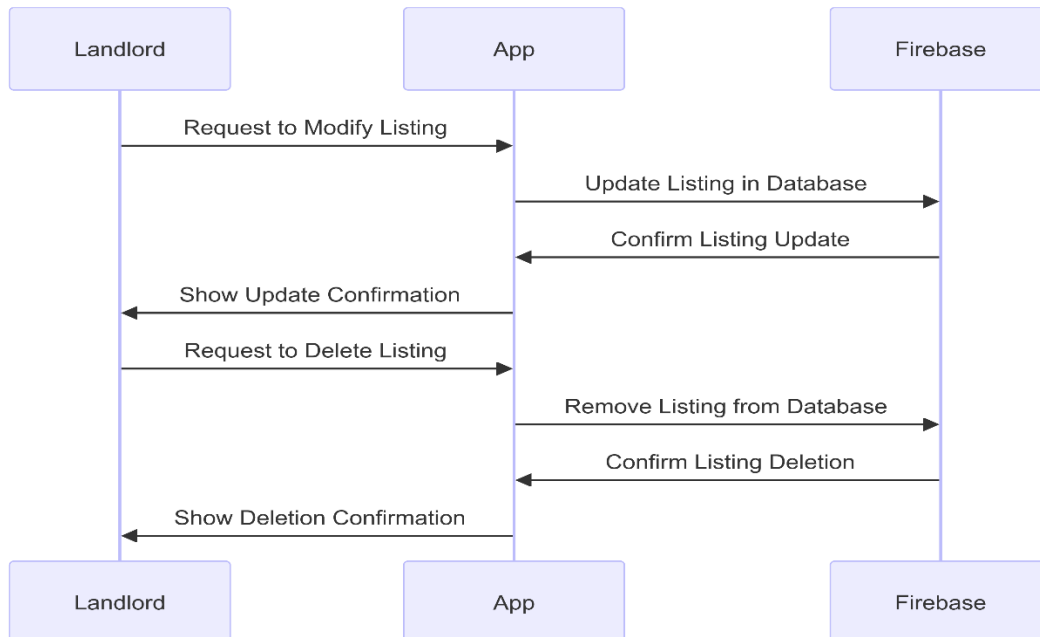 Landlord
App
Firebase
Request to Modify Listing
Update Listing in Database
Confirm Listing Update
Show Update Confirmation
Request to Delete Listing
Remove Listing from Database
Confirm Listing Deletion
Show Deletion Confirmation
Landlord
App
Firebase